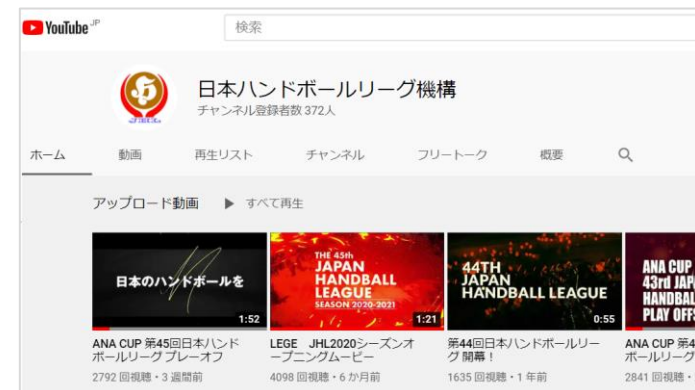 YouTube JP
検索
日本ハンドボールリーグ機構
チャンネル登録者数 372人
ホーム 動画 再生リスト チャンネル フリートーク 概要
アップロード動画 ▶ すべて再生
日本のハンドボールを
1:52
ANA CUP 第45回日本ハンド
ボールリーグ プレーオフ
2792 回視聴・3 週間前
THE 45th
JAPAN
HANDBALL
LEAGUE
SEASON 2020-2021
1:21
LEGE JHL2020シーズンオ
ープニングムービー
4098 回視聴・6 か月前
44TH
JAPAN
HANDBALL LEAGUE
0:55
第44回日本ハンドボールリー
グ 開幕！
1635 回視聴・1 年前
ANA CUP
43rd JAP
HANDBAL
PLAY OFFS
ANA CUP 第4
ボールリーグ
2841 回視聴・